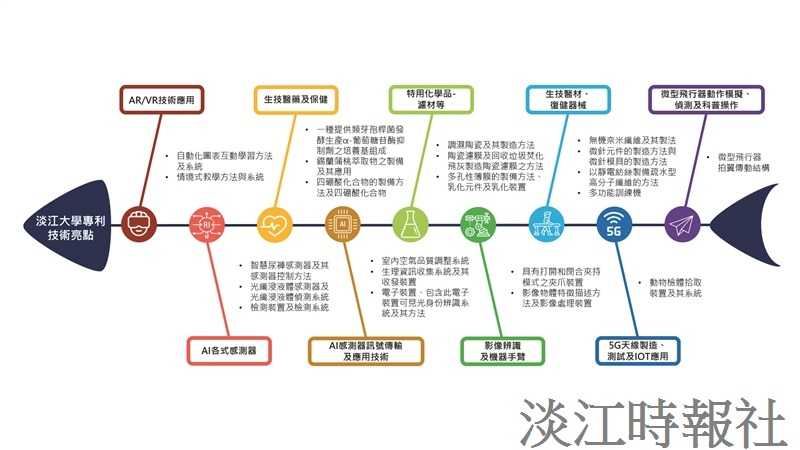 AR/VR技術應用
生技醫藥及保健
特用化學品-
濾材等
生技醫材、
復健器械
微型飛行器動作模擬、
偵測及科普操作
• 自動化圖表互動學習方法
及系統
• 情境式教學方法與系統
• 一種提供類芽孢桿菌發
酵生產α-葡萄糖苷酶抑
制劑之培養基組成
• 錫蘭蒲桃萃取物之製備
及其應用
• 四硼酸化合物的製備方
法及四硼酸化合物
• 調濕陶瓷及其製造方法
• 陶瓷濾膜及回收垃圾焚化
飛灰製造陶瓷濾膜之方法
• 多孔性薄膜的製備方法、
乳化元件及乳化裝置
• 無機奈米纖維及其製法
• 微針元件的製造方法與
微針模具的製造方法
• 以靜電紡絲製備疏水型
高分子纖維的方法
• 多功能訓練機
• 微型飛行器
拍翼傳動結構
淡江大學專利
技術亮點
RI
AI
5G
• 智慧尿褲感測器及其感
測器控制方法
• 光纖浸液體感測器及
光纖浸液體偵測系統
• 檢測裝置及檢測系統
• 室內空氣品質調整系統
• 生理資訊收集系統及其
收發裝置
• 電子裝置、包含此電子
裝置可見光身份辨識系
統及其方法
• 具有打開和閉合夾持
模式之夾爪裝置
• 影像物體特徵描述方
法及影像處理裝置
• 動物檢體拾取
裝置及其系統
AI各式感測器
AI感測器訊號傳輸
及應用技術
影像辨識
及機器手臂
5G天線製造、
測試及IOT應用
淡江時報社